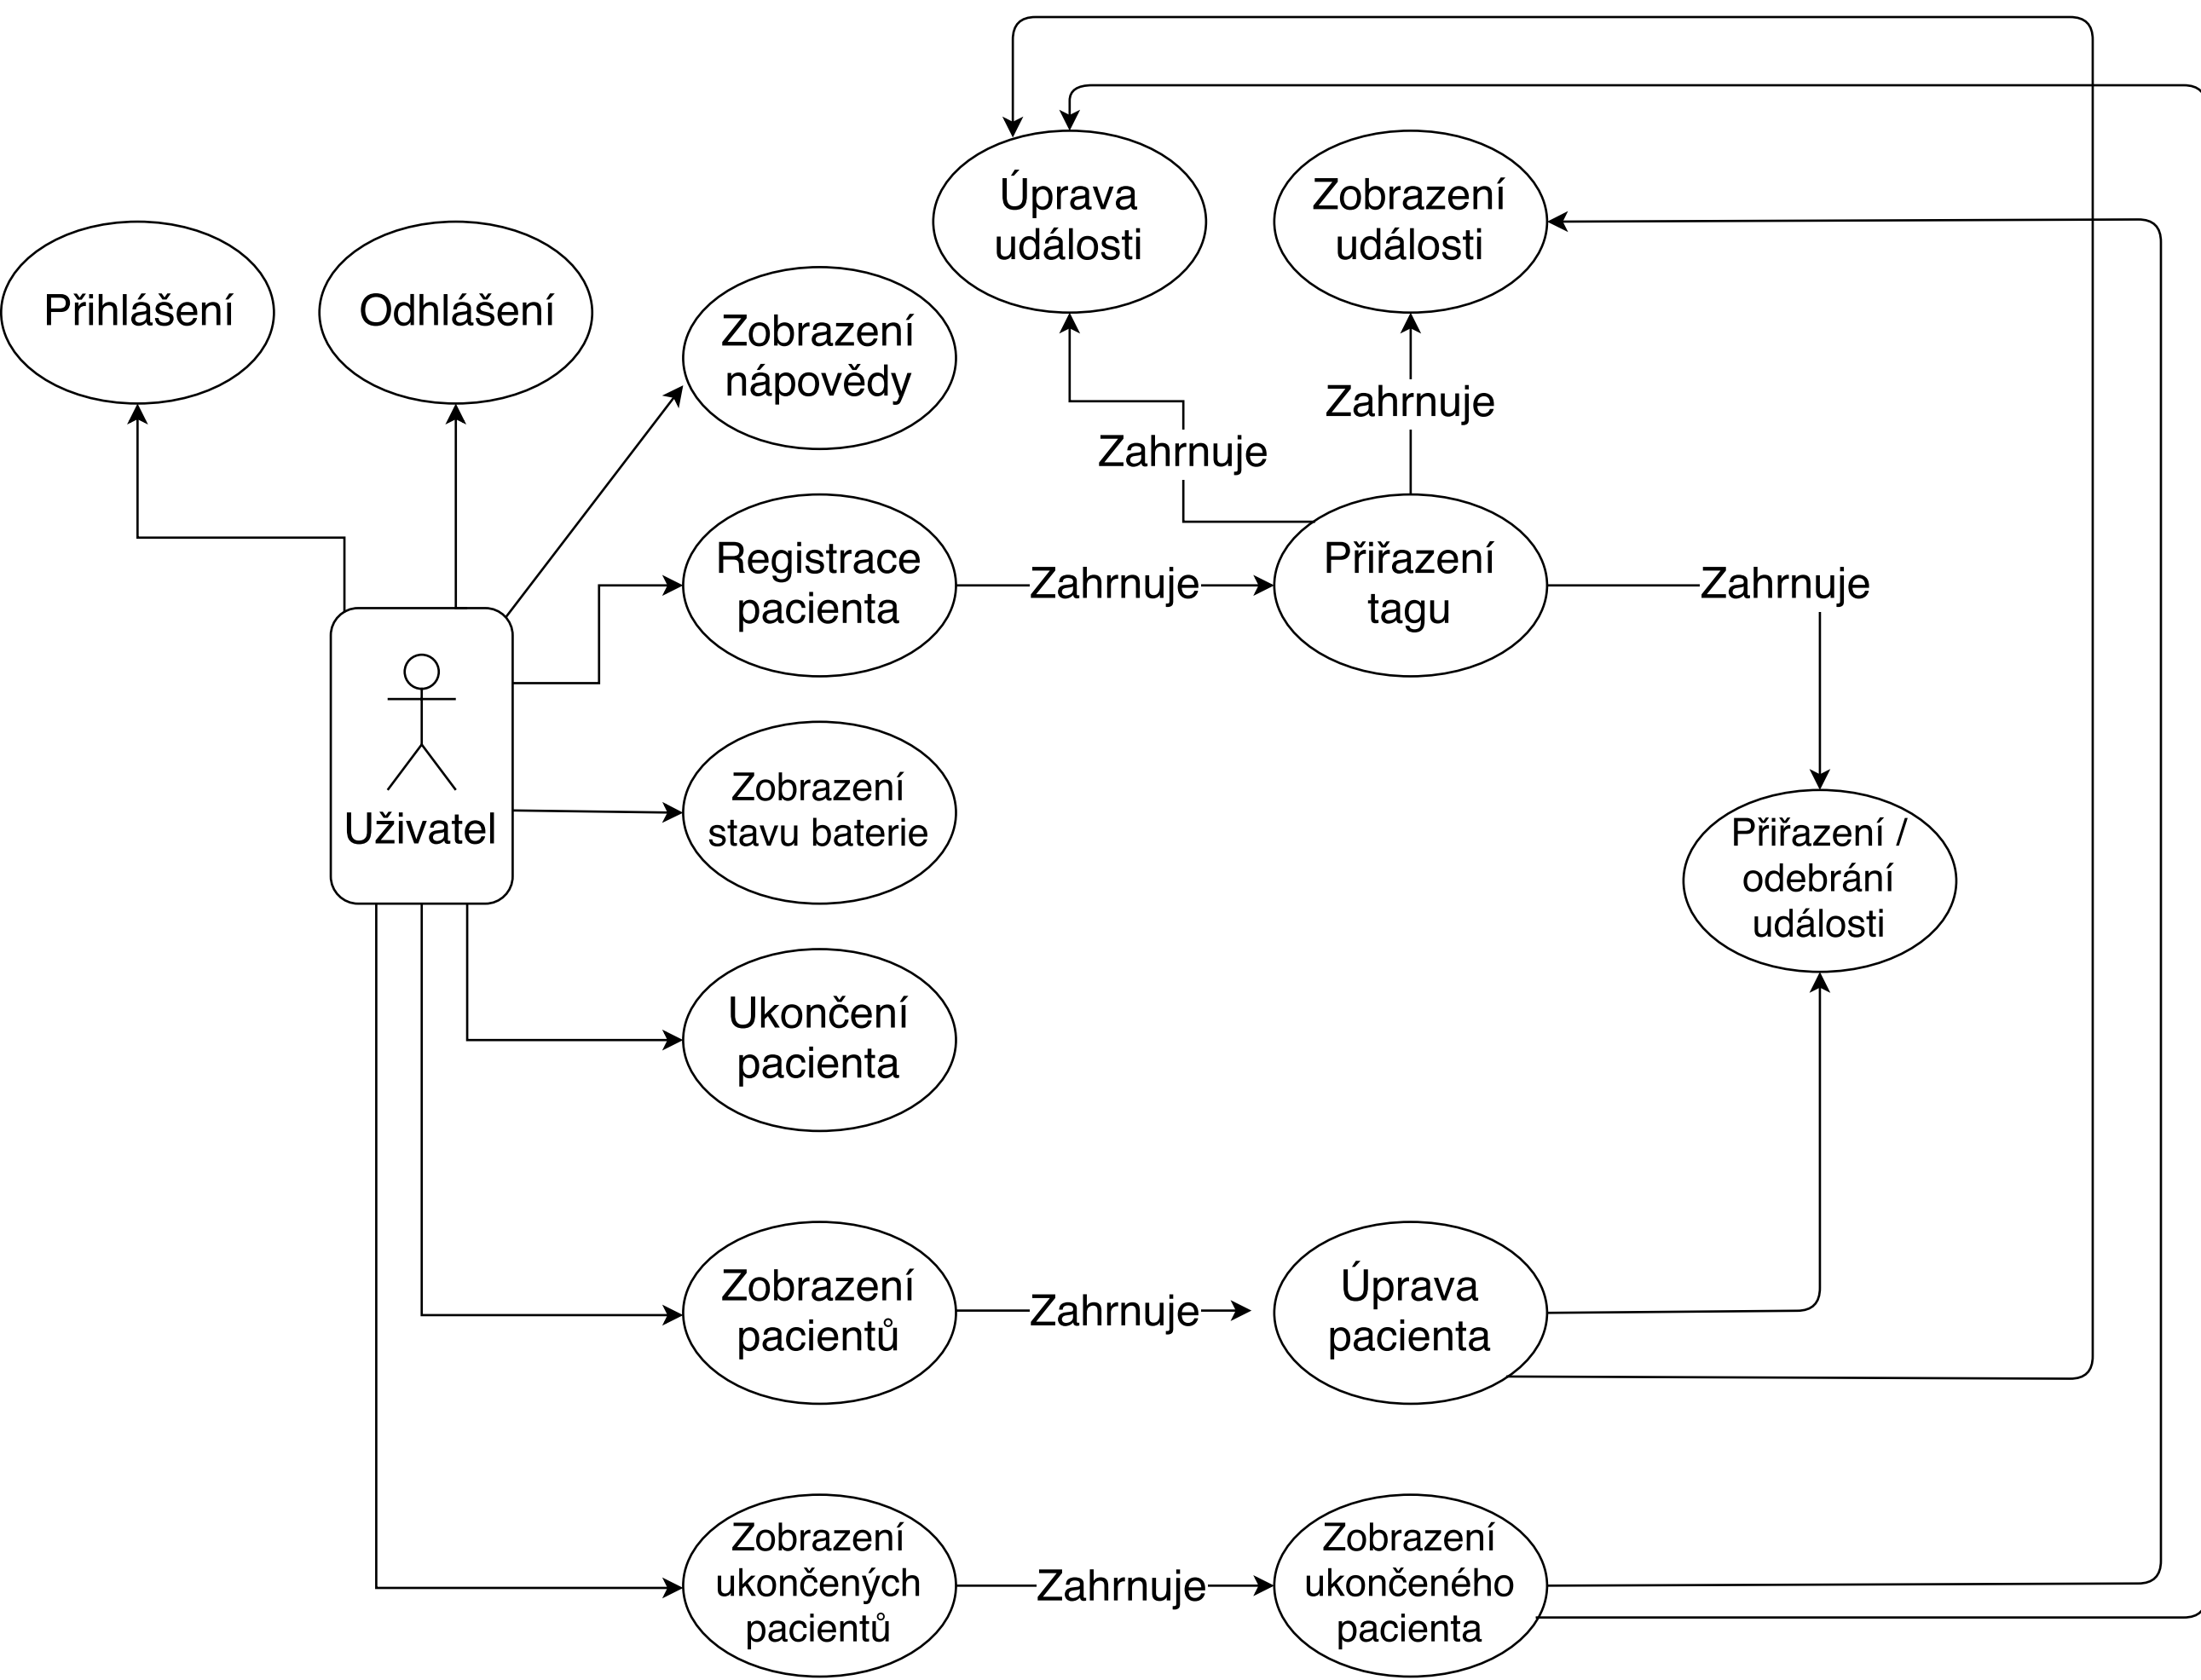 Úprava
události
Zobrazení
události
Přihlášení
Odhlášení
Zobrazení
nápovědy
Zahrnuje
Zahrnuje
Registrace
pacienta
Zahrnuje
Přiřazení
tagu
Zahrnuje
Uživatel
Zobrazení
stavu baterie
Přiřazení /
odebrání
události
Ukončení
pacienta
Zobrazení
pacientů
Zahrnuje
Úprava
pacienta
Zobrazení
ukončených
pacientů
Zahrnuje
Zobrazení
ukončeného
pacienta